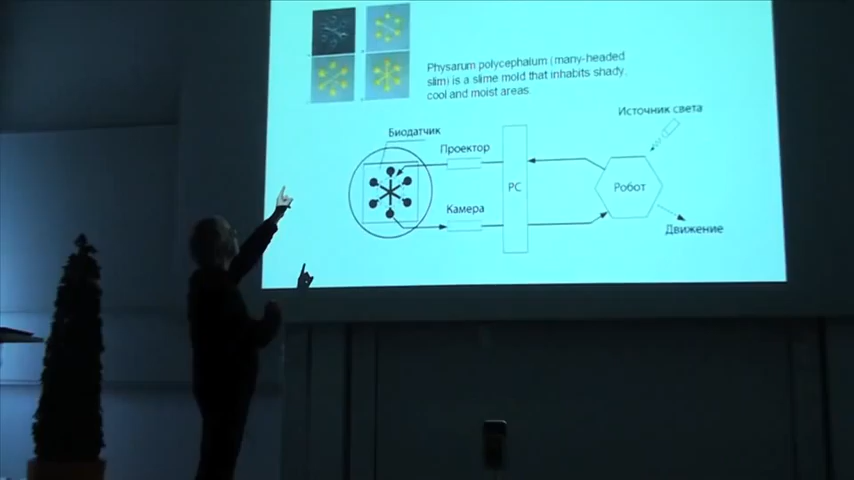 Physarum polycephalum (many-headed
slim) is a slime mold that inhabits shady,
cool and moist areas.
Источник света
Биодатчик
Проектор
PC
Робот
Камера
Движение